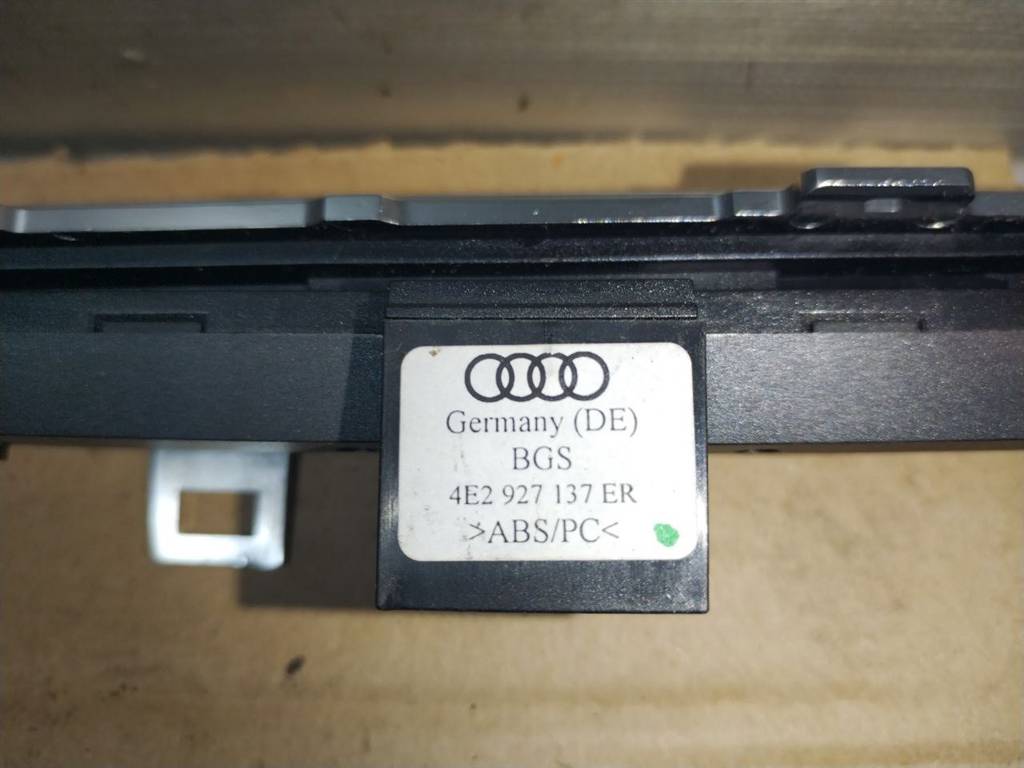 Germany (DE)
BGS
4E2 927 137 ER
>ABS/PC<